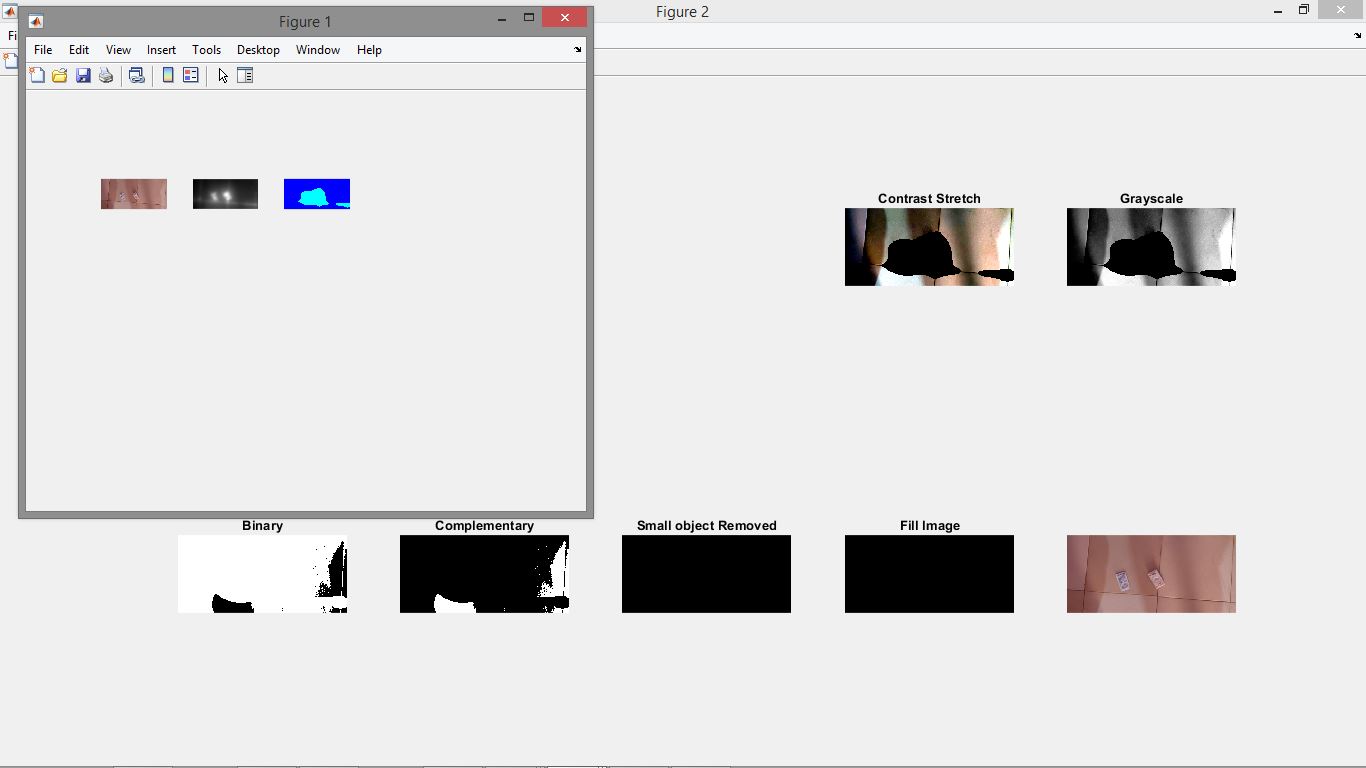 Figure 1
Figure 2
Fi
File Edit View Insert Tools Desktop Window Help
Contrast Stretch
Grayscale
Binary
Complementary
Small object Removed
Fill Image